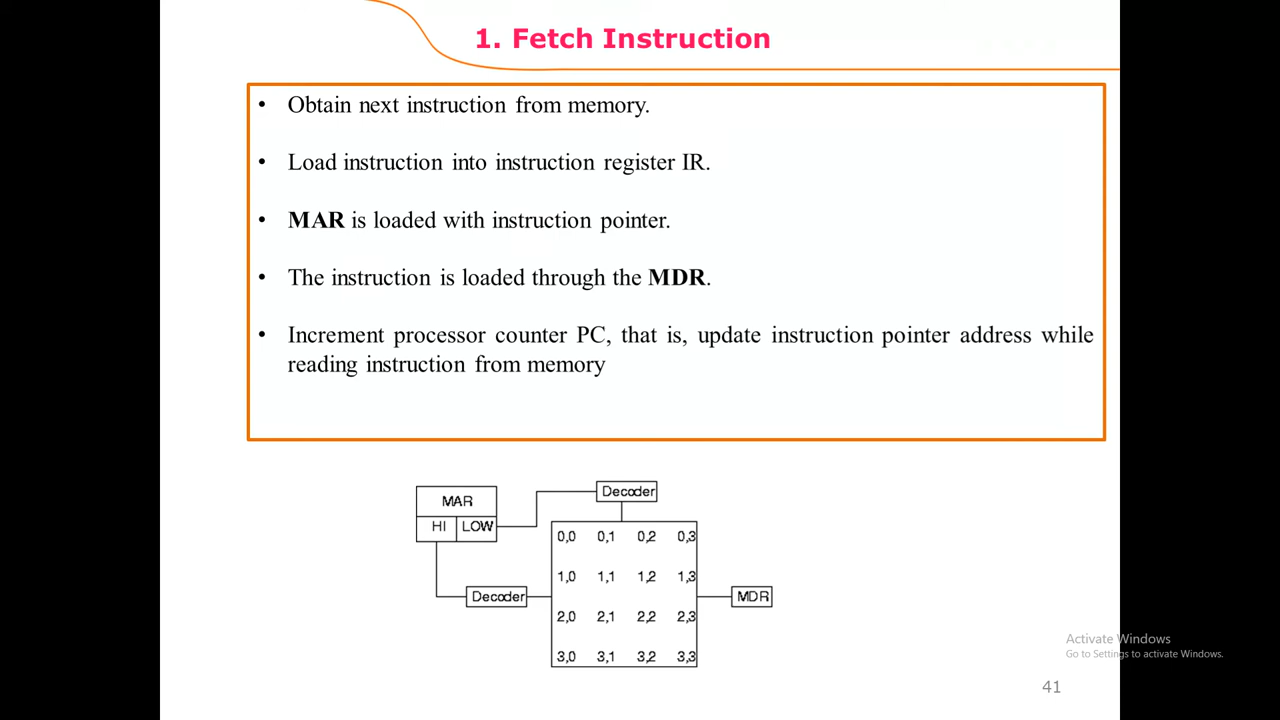 1. Fetch Instruction
• Obtain next instruction from memory.
• Load instruction into instruction register IR.
• MAR is loaded with instruction pointer.
• The instruction is loaded through the MDR.
• Increment processor counter PC, that is, update instruction pointer address while
reading instruction from memory
MAR
HI LOW
Decoder
Decoder
0,0 0,1 0,2 0,3
1,0 1,1 1,2 1,3
2,0 2,1 2,2 2,3
3,0 3,1 3,2 3,3
MDR
Activate Windows
Go to Settings to activate Windows.
41